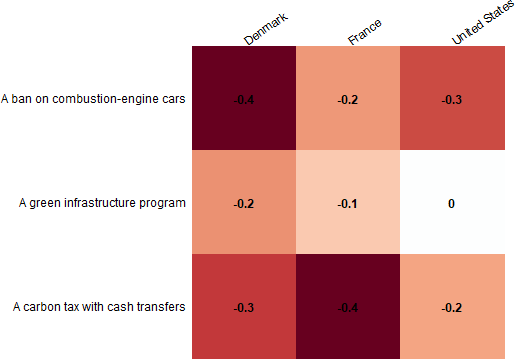 Denmark France United States
A ban on combustion-engine cars -0.4 -0.2 -0.3
A green infrastructure program -0.2 -0.1 0
A carbon tax with cash transfers -0.3 -0.4 -0.2